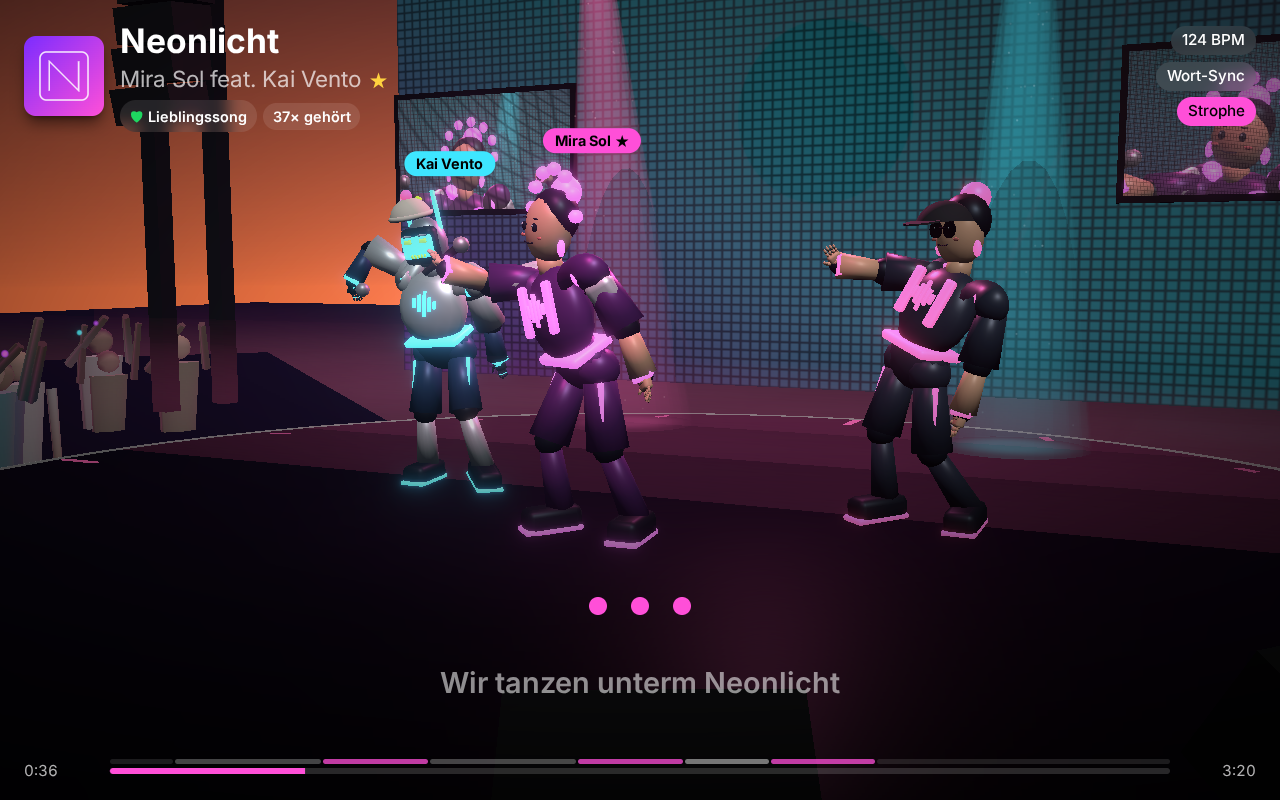 N
Neonlicht
Mira Sol feat. Kai Vento ★
Lieblingssong
37× gehört
124 BPM
Wort-Sync
Strophe
Mira Sol ★
Kai Vento
Wir tanzen unterm Neonlicht
0:36
3:20